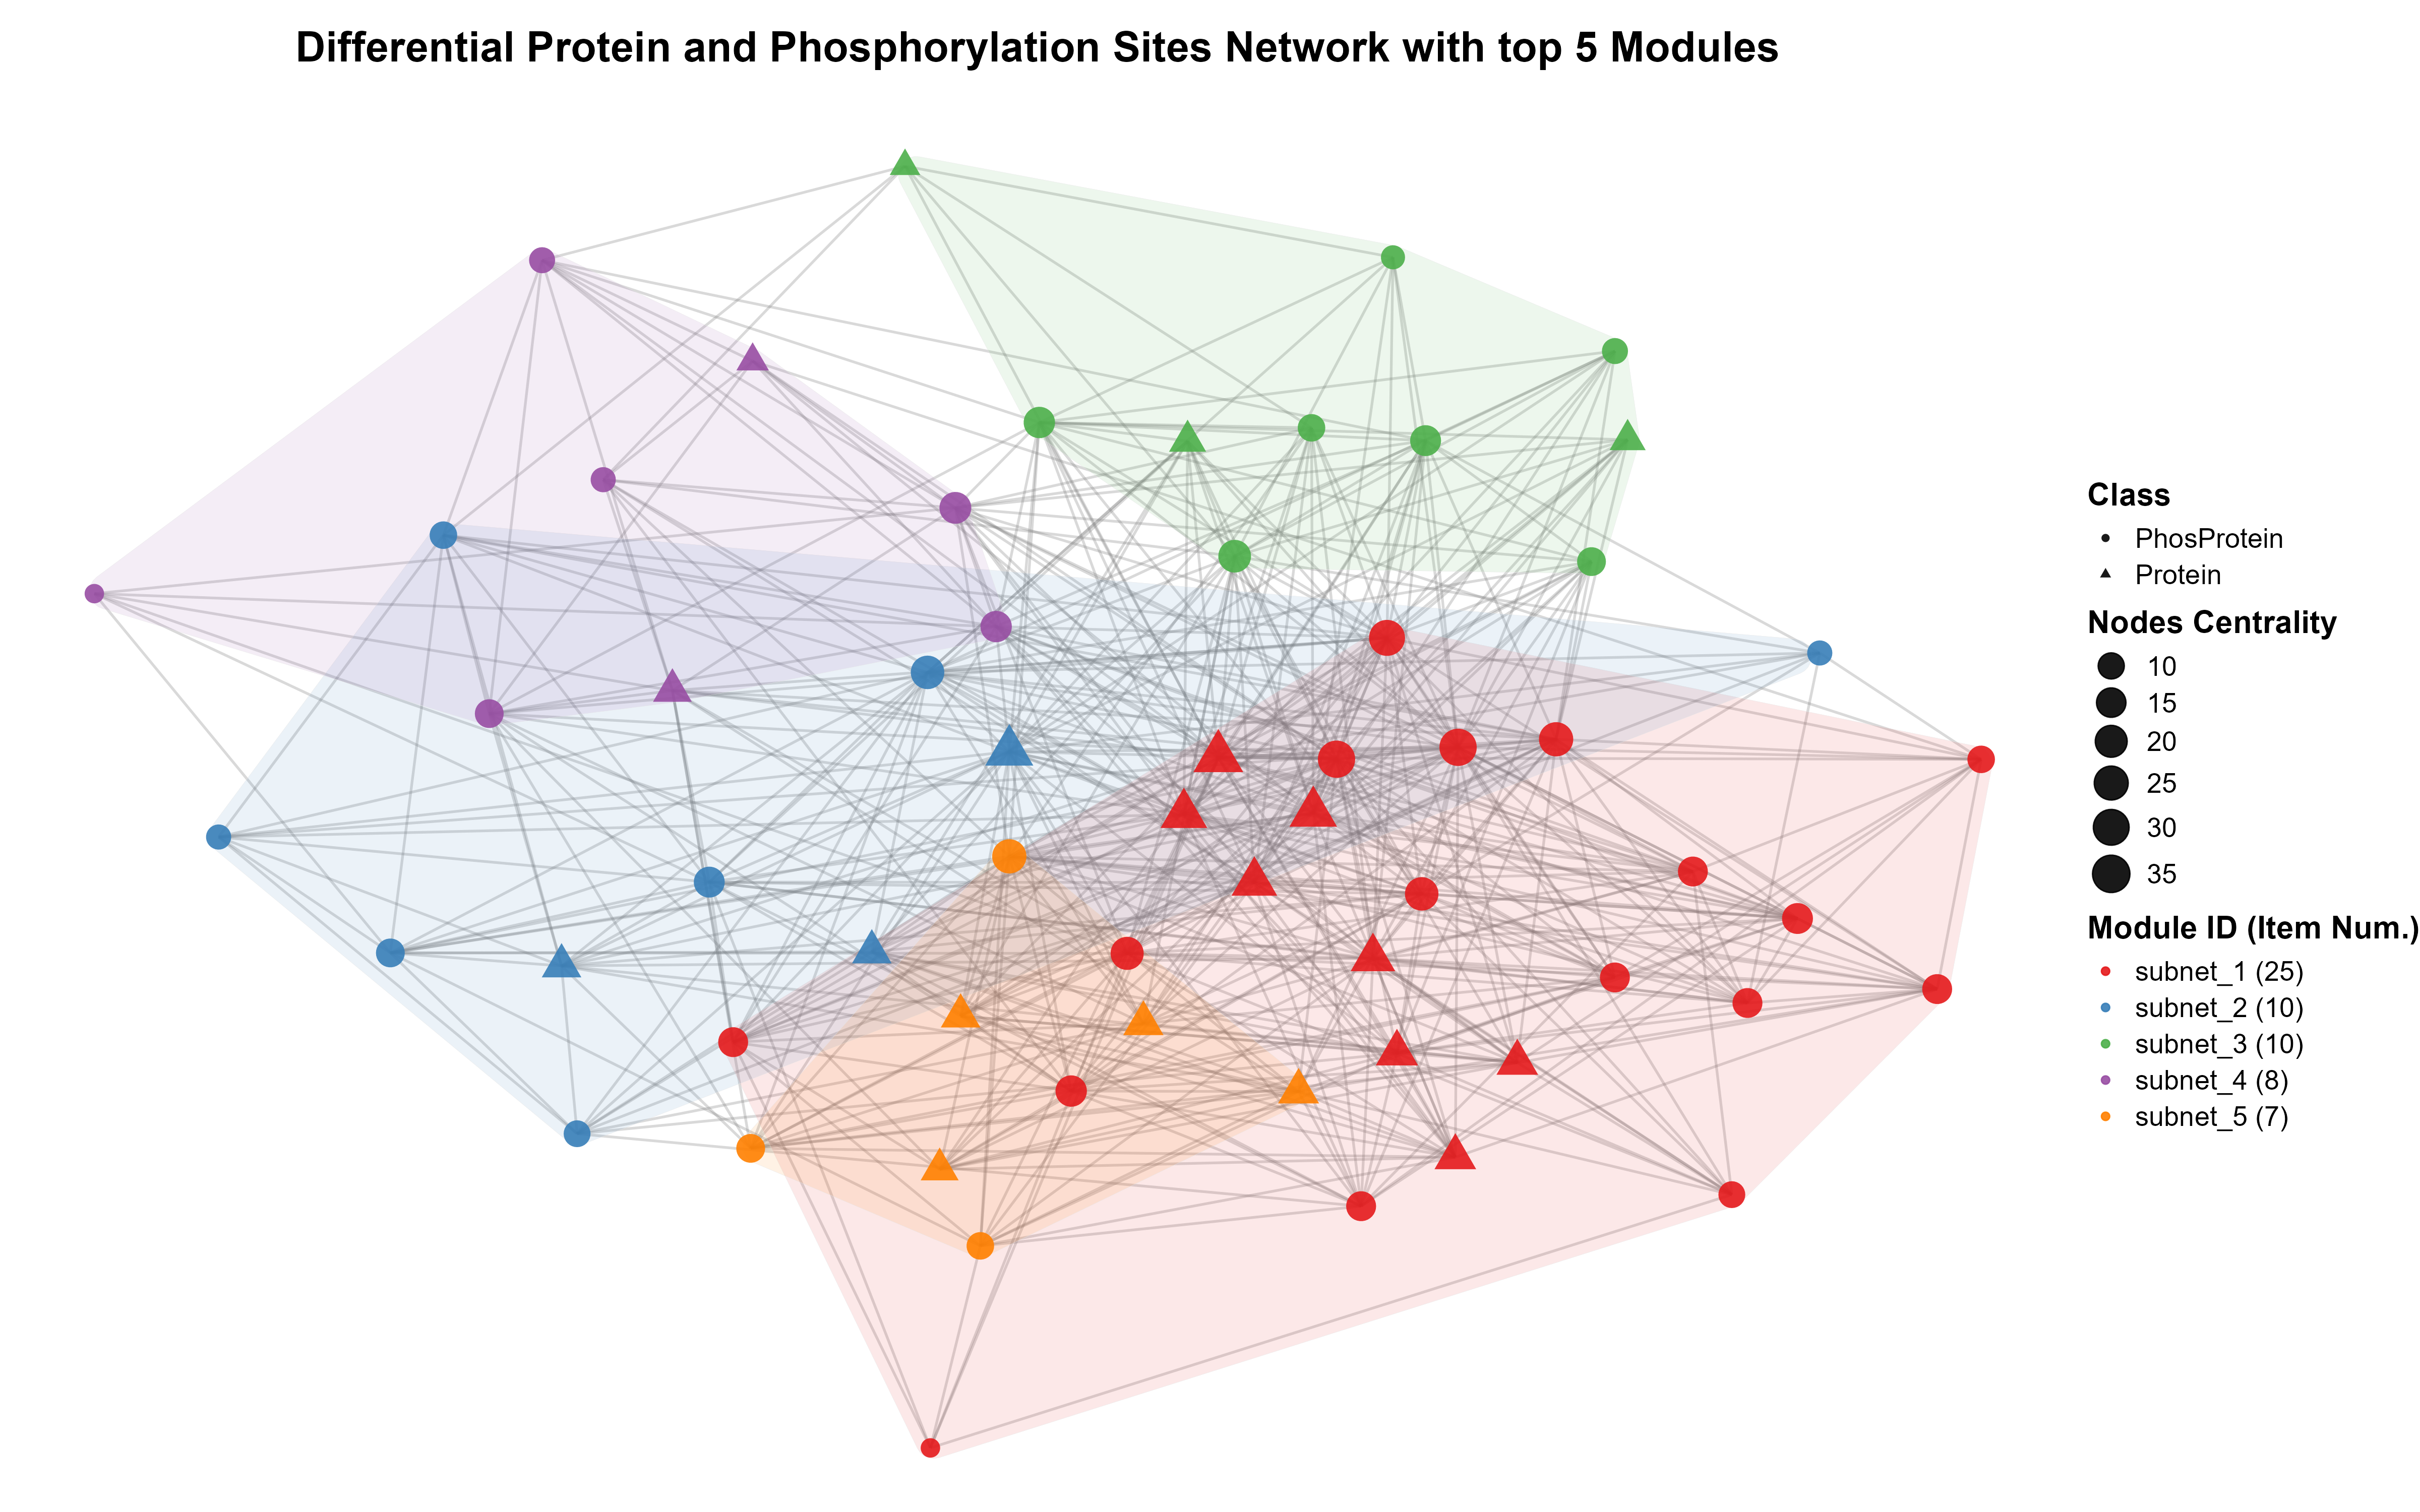 Differential Protein and Phosphorylation Sites Network with top 5 Modules
Class
PhosProtein
Protein
Nodes Centrality
10
15
20
25
30
35
Module ID (Item Num.)
subnet_1 (25)
subnet_2 (10)
subnet_3 (10)
subnet_4 (8)
subnet_5 (7)